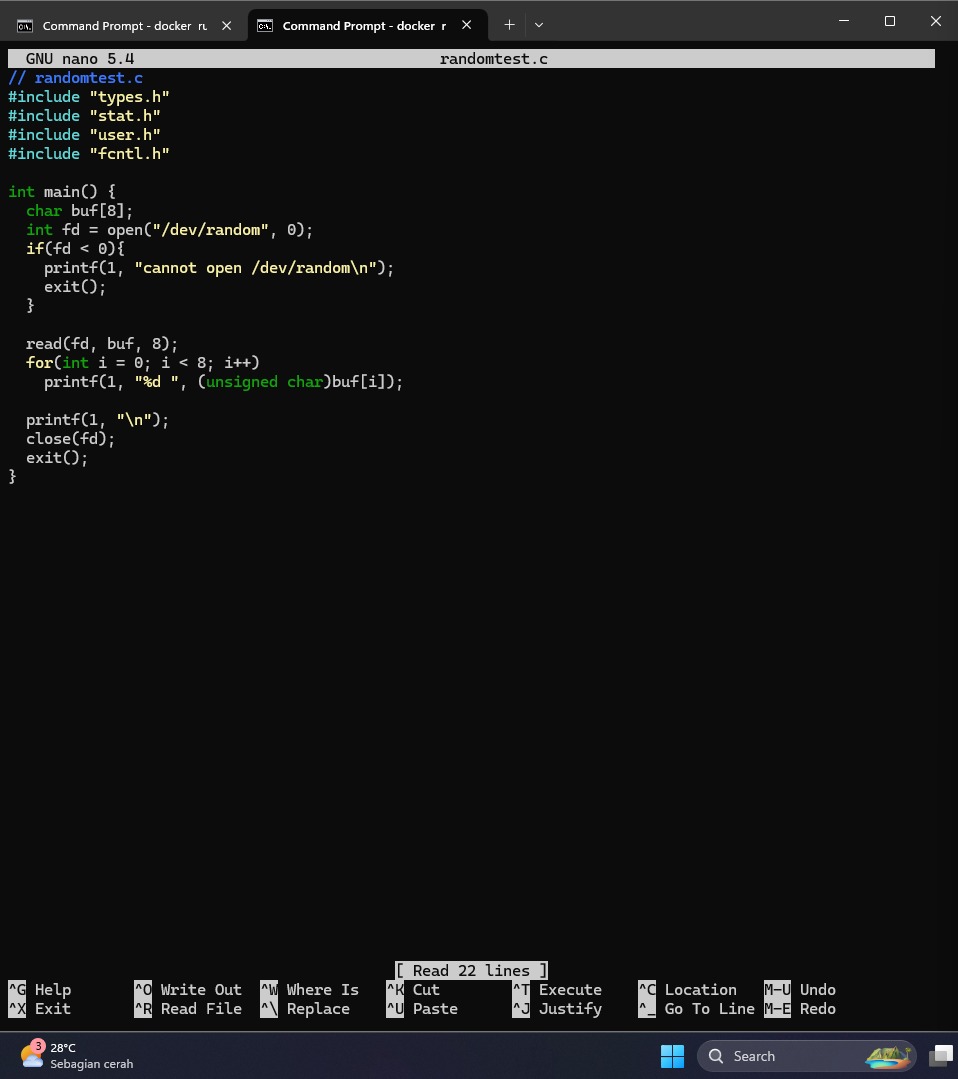 Command Prompt - docker ru
Command Prompt - docker r
GNU nano 5.4 randomtest.c
// randomtest.c
#include "types.h"
#include "stat.h"
#include "user.h"
#include "fcntl.h"
int main() {
  char buf[8];
  int fd = open("/dev/random", 0);
  if(fd < 0){
    printf(1, "cannot open /dev/random\n");
    exit();
  }
  read(fd, buf, 8);
  for(int i = 0; i < 8; i++)
    printf(1, "%d ", (unsigned char)buf[i]);
  printf(1, "\n");
  close(fd);
  exit();
}
[ Read 22 lines ]
^G Help ^O Write Out ^W Where Is ^K Cut ^T Execute ^C Location M-U Undo
^X Exit ^R Read File ^\ Replace ^U Paste ^J Justify ^_ Go To Line M-E Redo
3
28°C
Sebagian cerah
Search